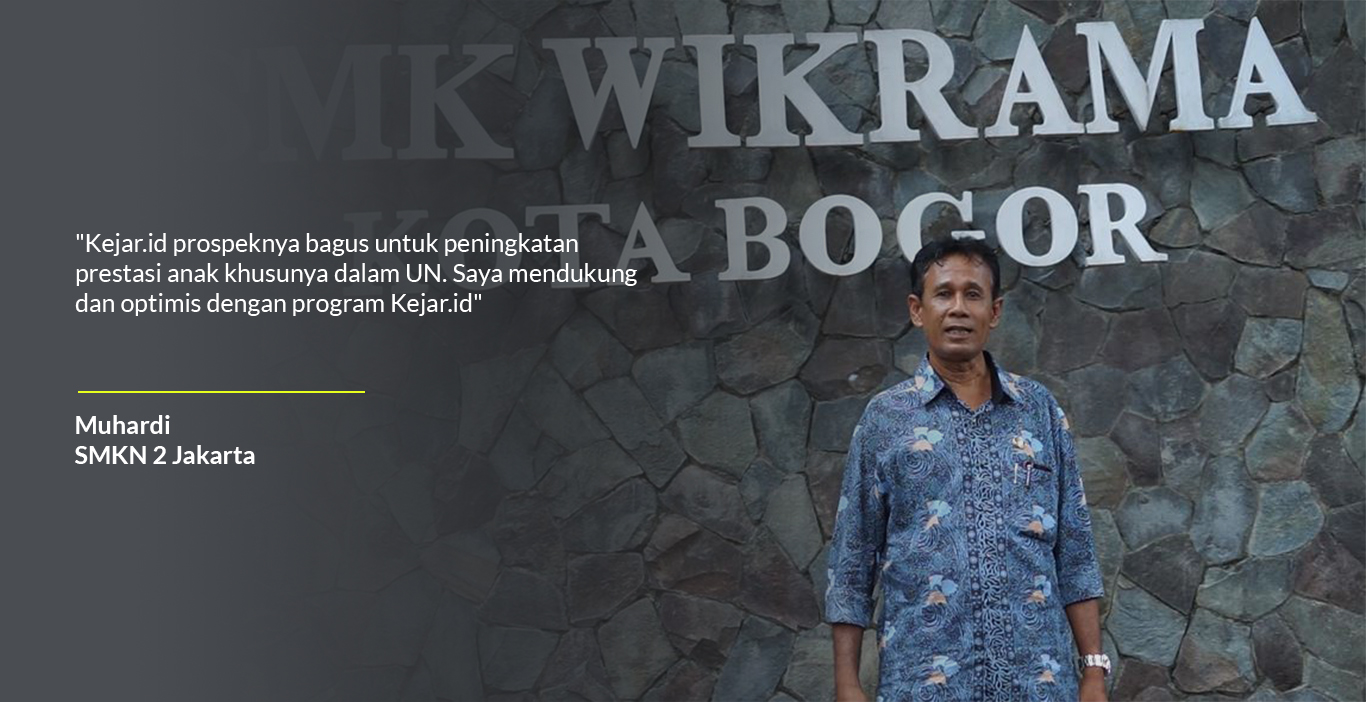 SMK WIKRAMA
KOTA BOGOR
"Kejar.id prospeknya bagus untuk peningkatan
prestasi anak khusunya dalam UN. Saya mendukung
dan optimis dengan program Kejar.id"
Muhardi
SMKN 2 Jakarta